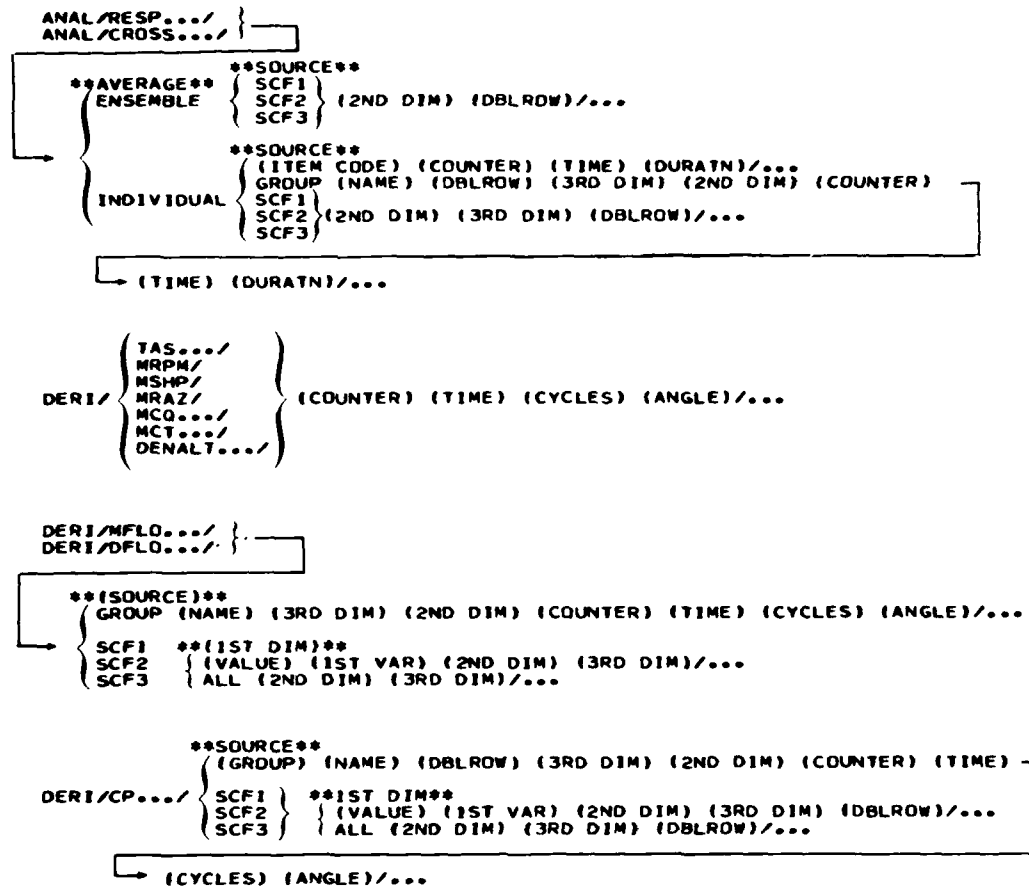 ANAL/RESP.../
ANAL/CROSS.../
**SOURCE**
**AVERAGE** SCF1
ENSEMBLE SCF2 (2ND DIM) (DBLROW)/...
SCF3
**SOURCE**
(ITEM CODE) (COUNTER) (TIME) (DURATN)/...
GROUP (NAME) (DBLROW) (3RD DIM) (2ND DIM) (COUNTER)
INDIVIDUAL SCF1
SCF2 (2ND DIM) (3RD DIM) (DBLROW)/...
SCF3
(TIME) (DURATN)/...
TAS.../
MRPM/
MSHP/
DERI/ MRAZ/ (COUNTER) (TIME) (CYCLES) (ANGLE)/...
MCQ.../
MCT.../
DENALT.../
DERI/MFLO.../
DERI/DFLO.../
**(SOURCE)**
GROUP (NAME) (3RD DIM) (2ND DIM) (COUNTER) (TIME) (CYCLES) (ANGLE)/...
SCF1 **(1ST DIM)**
SCF2 (VALUE) (1ST VAR) (2ND DIM) (3RD DIM)/...
SCF3 ALL (2ND DIM) (3RD DIM)/...
**SOURCE**
(GROUP) (NAME) (DBLROW) (3RD DIM) (2ND DIM) (COUNTER) (TIME)
DERI/CP.../ SCF1 **1ST DIM**
SCF2 (VALUE) (1ST VAR) (2ND DIM) (3RD DIM) (DBLROW)/...
SCF3 ALL (2ND DIM) (3RD DIM) (DBLROW)/...
(CYCLES) (ANGLE)/...